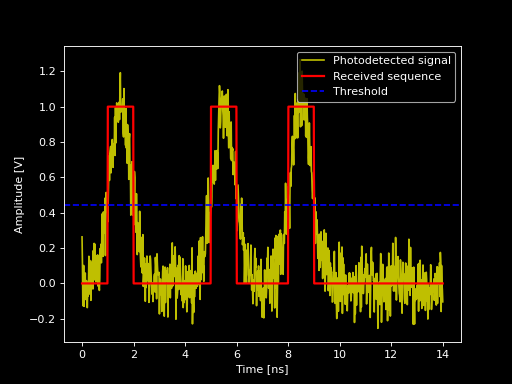 Photodetected signal
Received sequence
Threshold
1.2
1.0
0.8
0.6
0.4
0.2
0.0
−0.2
Amplitude [V]
0 2 4 6 8 10 12 14
Time [ns]